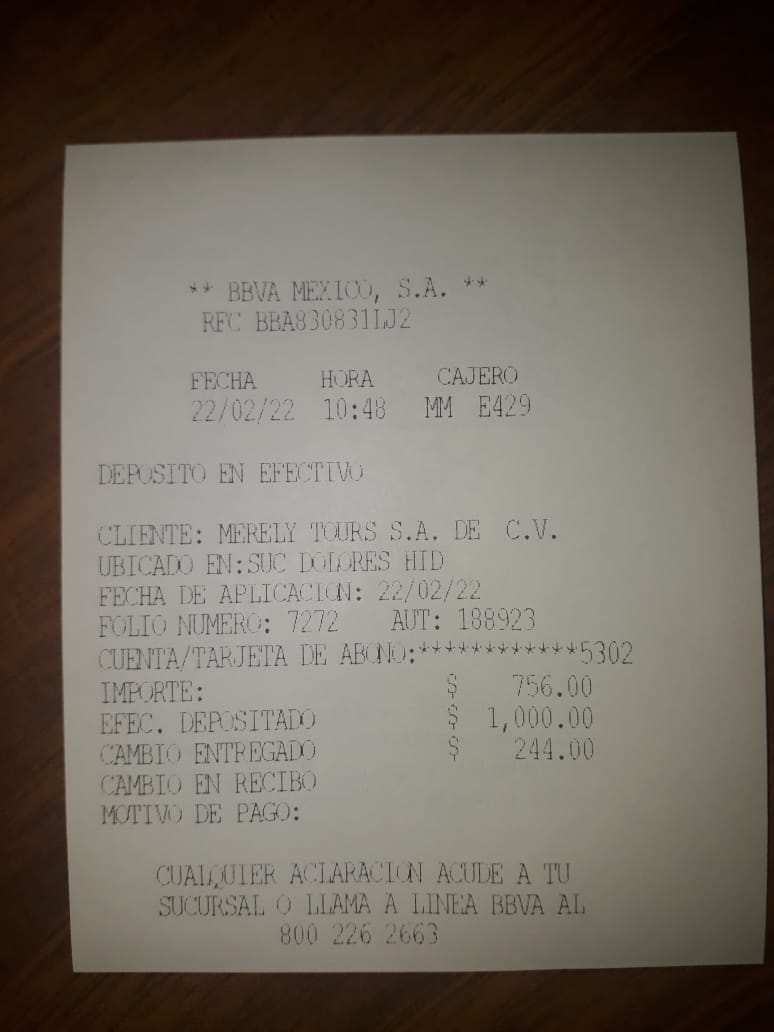 ** BBVA MEXICO, S.A. **
RFC BBA830831LJ2
FECHA HORA CAJERO
22/02/22 10:48 MM E429
DEPOSITO EN EFECTIVO
CLIENTE: MERELY TOURS S.A. DE C.V.
UBICADO EN:SUC DOLORES HID
FECHA DE APLICACION: 22/02/22
FOLIO NUMERO: 7272 AUT: 188923
CUENTA/TARJETA DE ABONO:************5302
IMPORTE: $ 756.00
EFEC. DEPOSITADO $ 1,000.00
CAMBIO ENTREGADO $ 244.00
CAMBIO EN RECIBO
MOTIVO DE PAGO:
CUALQUIER ACLARACION ACUDE A TU
SUCURSAL O LLAMA A LINEA BBVA AL
800 226 2663